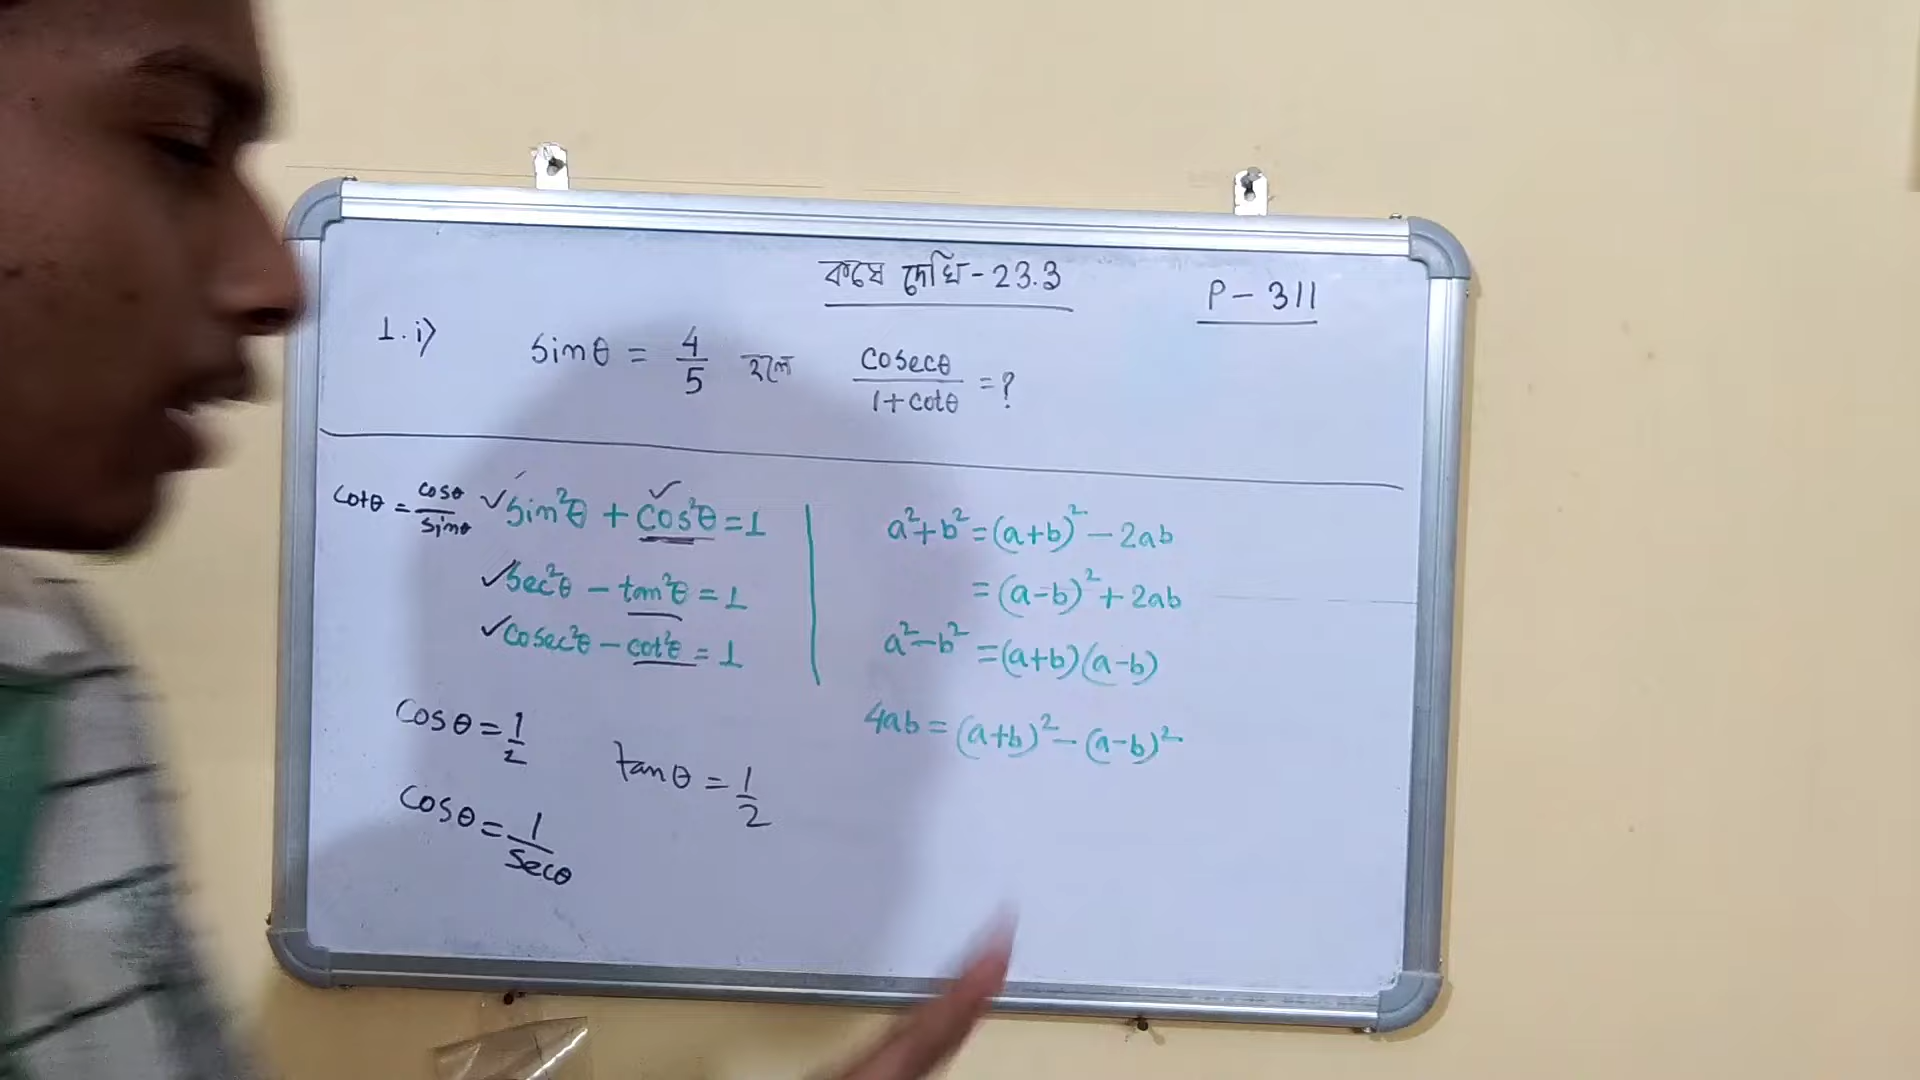 কষে দেখি - 23.3
P - 311
1. i) sinθ = 4/5 হলে cosecθ/1+cotθ = ?
cotθ = cosθ/sinθ ✓sin²θ + cos²θ = 1
✓sec²θ - tan²θ = 1
✓cosec²θ - cot²θ = 1
cosθ = 1/2
tanθ = 1/2
cosθ = 1/secθ
a²+b² = (a+b)² - 2ab
= (a-b)² + 2ab
a²-b² = (a+b)(a-b)
4ab = (a+b)² - (a-b)²